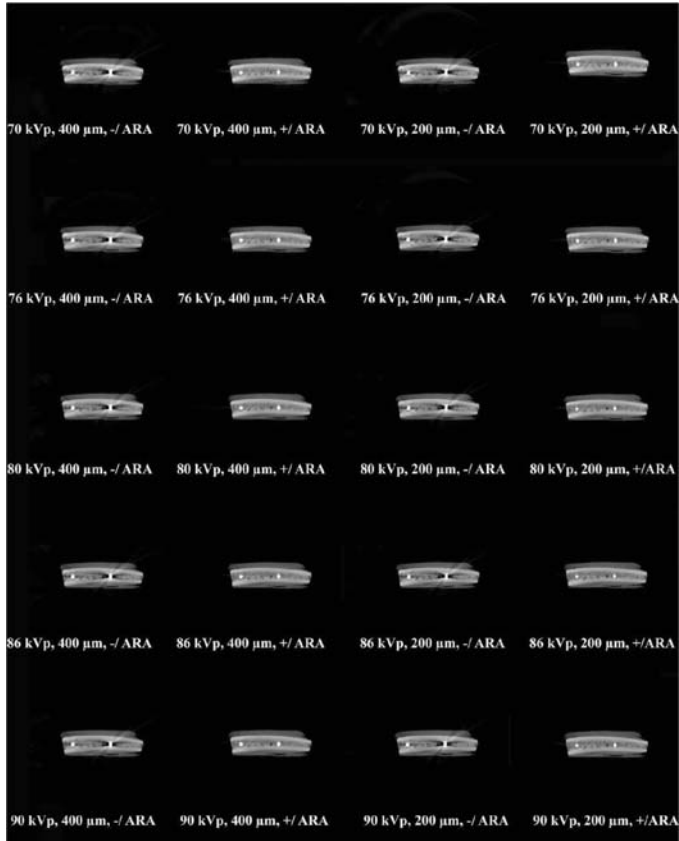 70 kVp, 400 µm, -/ ARA
70 kVp, 400 µm, +/ ARA
70 kVp, 200 µm, -/ ARA
70 kVp, 200 µm, +/ ARA
76 kVp, 400 µm, -/ ARA
76 kVp, 400 µm, +/ ARA
76 kVp, 200 µm, -/ ARA
76 kVp, 200 µm, +/ ARA
80 kVp, 400 µm, -/ ARA
80 kVp, 400 µm, +/ ARA
80 kVp, 200 µm, -/ ARA
80 kVp, 200 µm, +/ARA
86 kVp, 400 µm, -/ ARA
86 kVp, 400 µm, +/ ARA
86 kVp, 200 µm, -/ ARA
86 kVp, 200 µm, +/ARA
90 kVp, 400 µm, -/ ARA
90 kVp, 400 µm, +/ ARA
90 kVp, 200 µm, -/ ARA
90 kVp, 200 µm, +/ARA